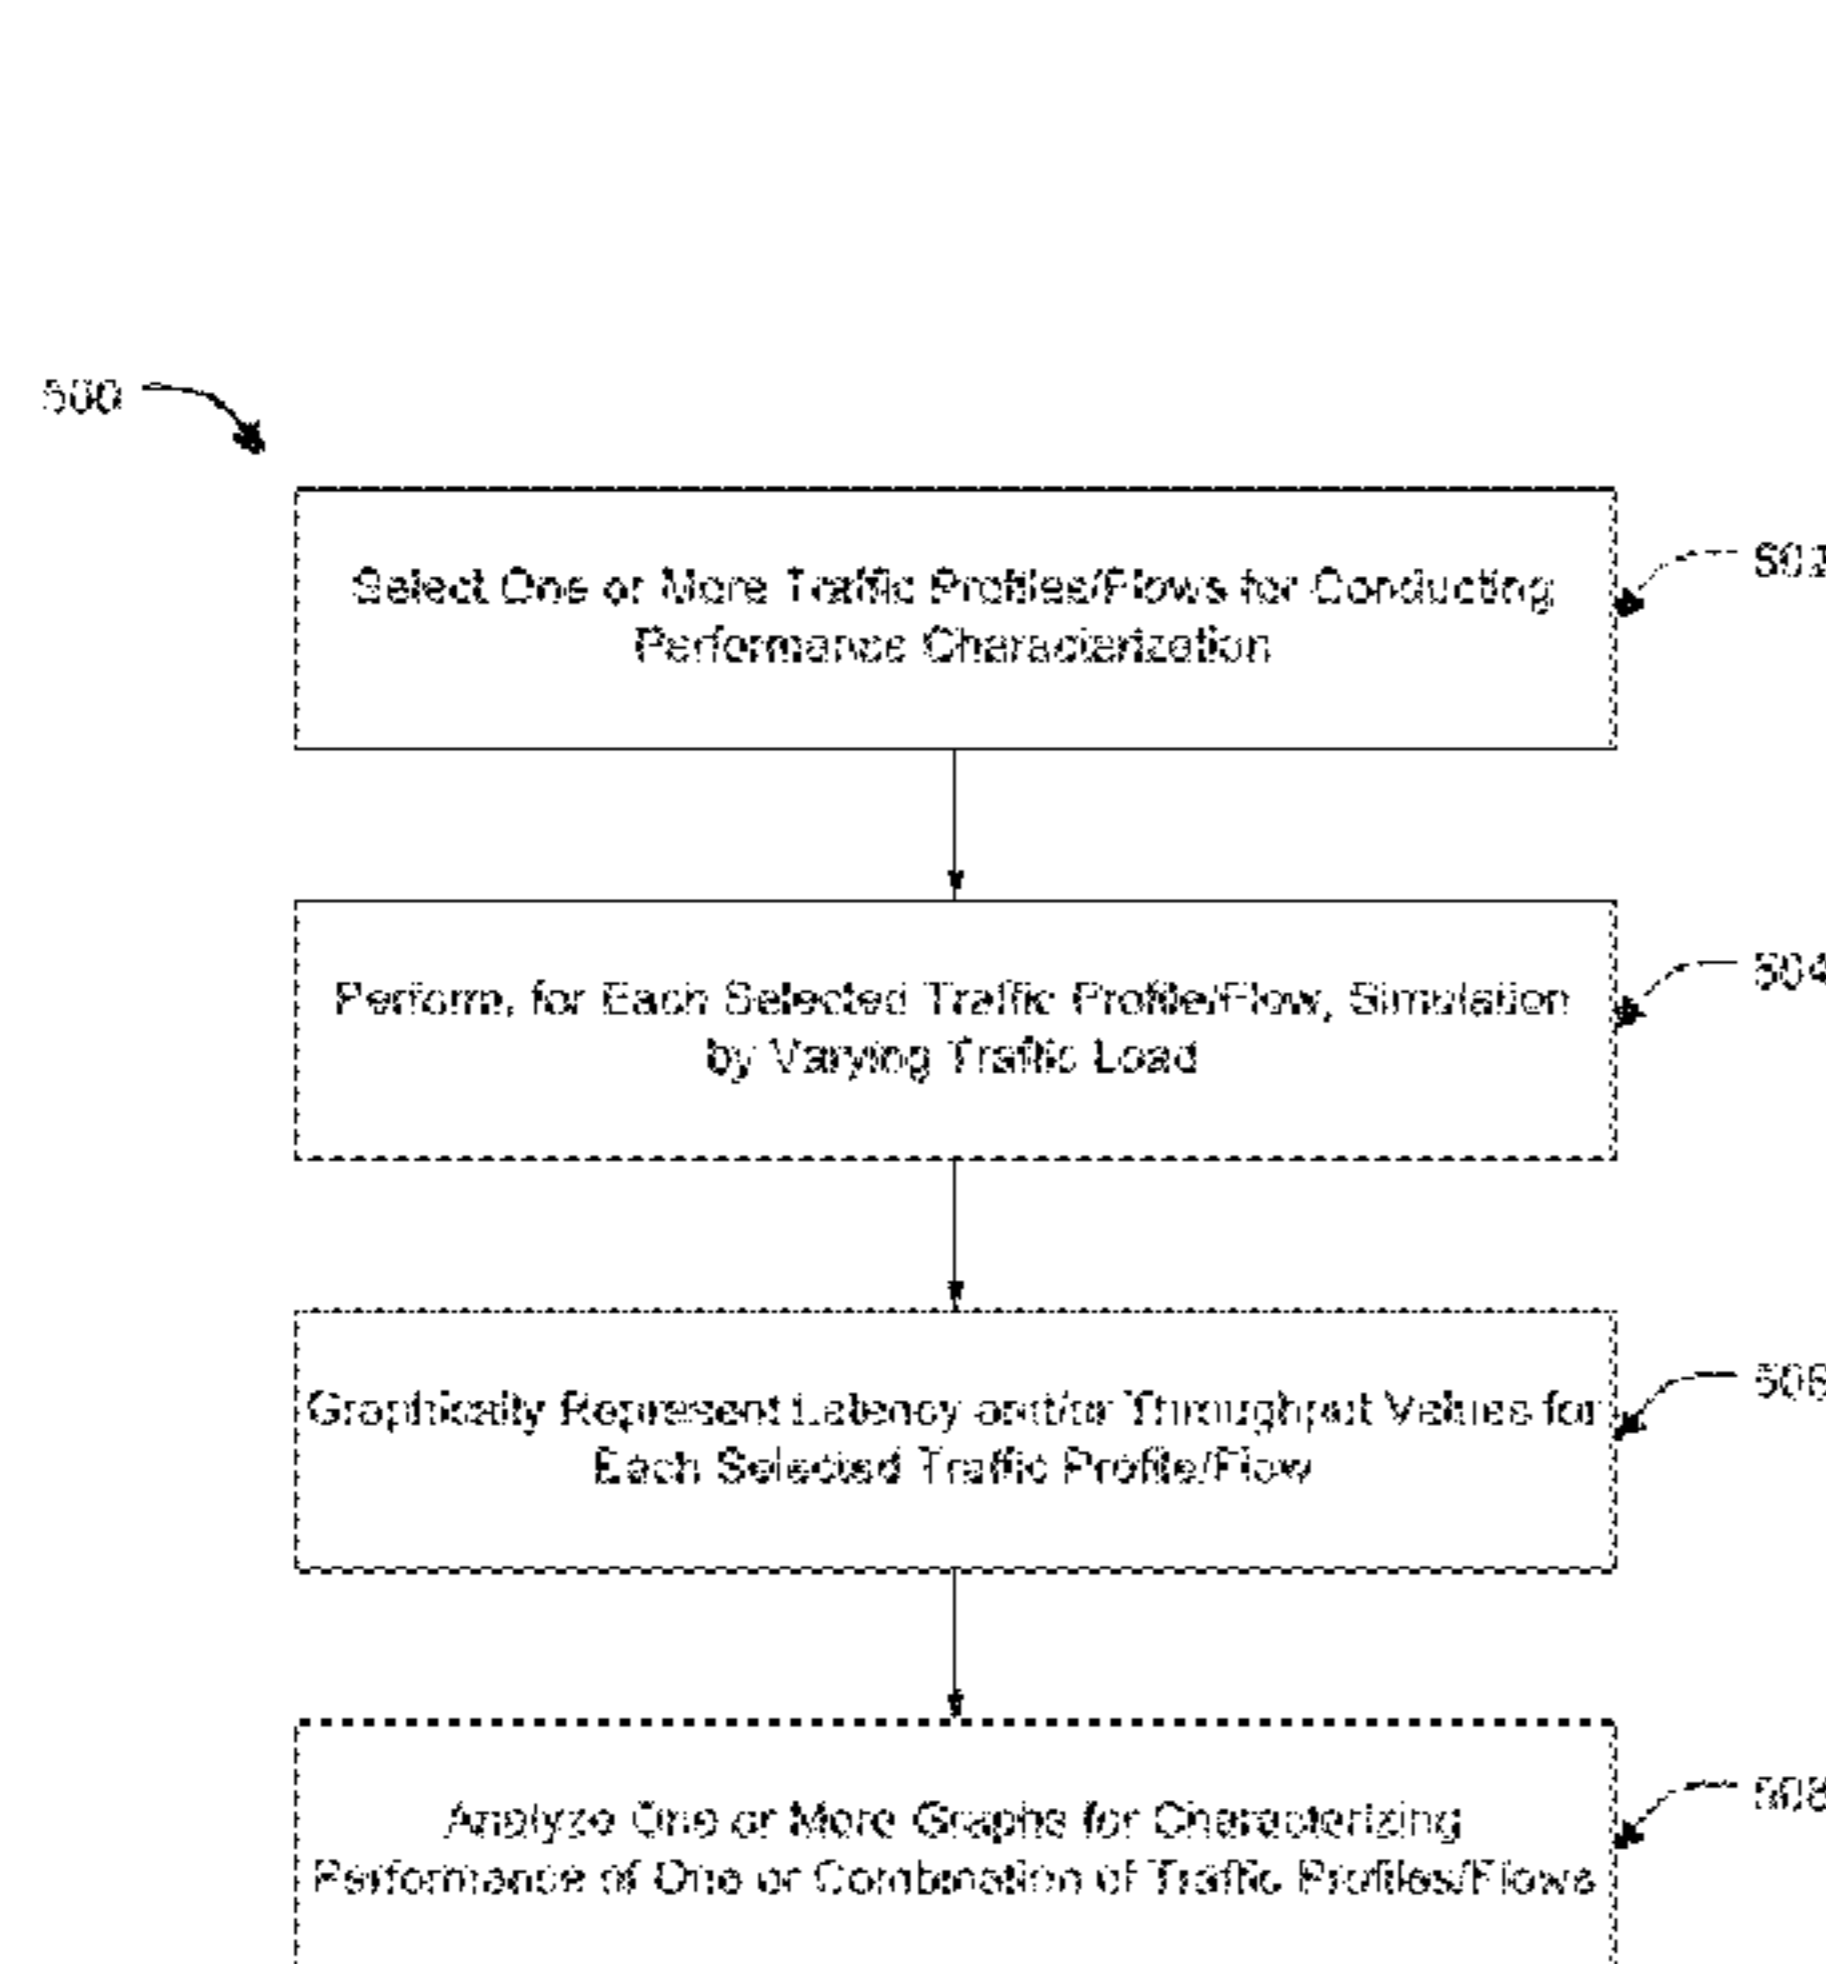 500
Select One or More Traffic Profiles/Flows for Conducting
Performance Characterization
504
Perform, for Each Selected Traffic Profile/Flow, Simulation
by Varying Traffic Load
Graphically Represent Latency and/or Throughput Values for
Each Selected Traffic Profile/Flow
Analyze One or More Graphs for Characterizing
Performance of One or Combination of Traffic Profiles/Flows